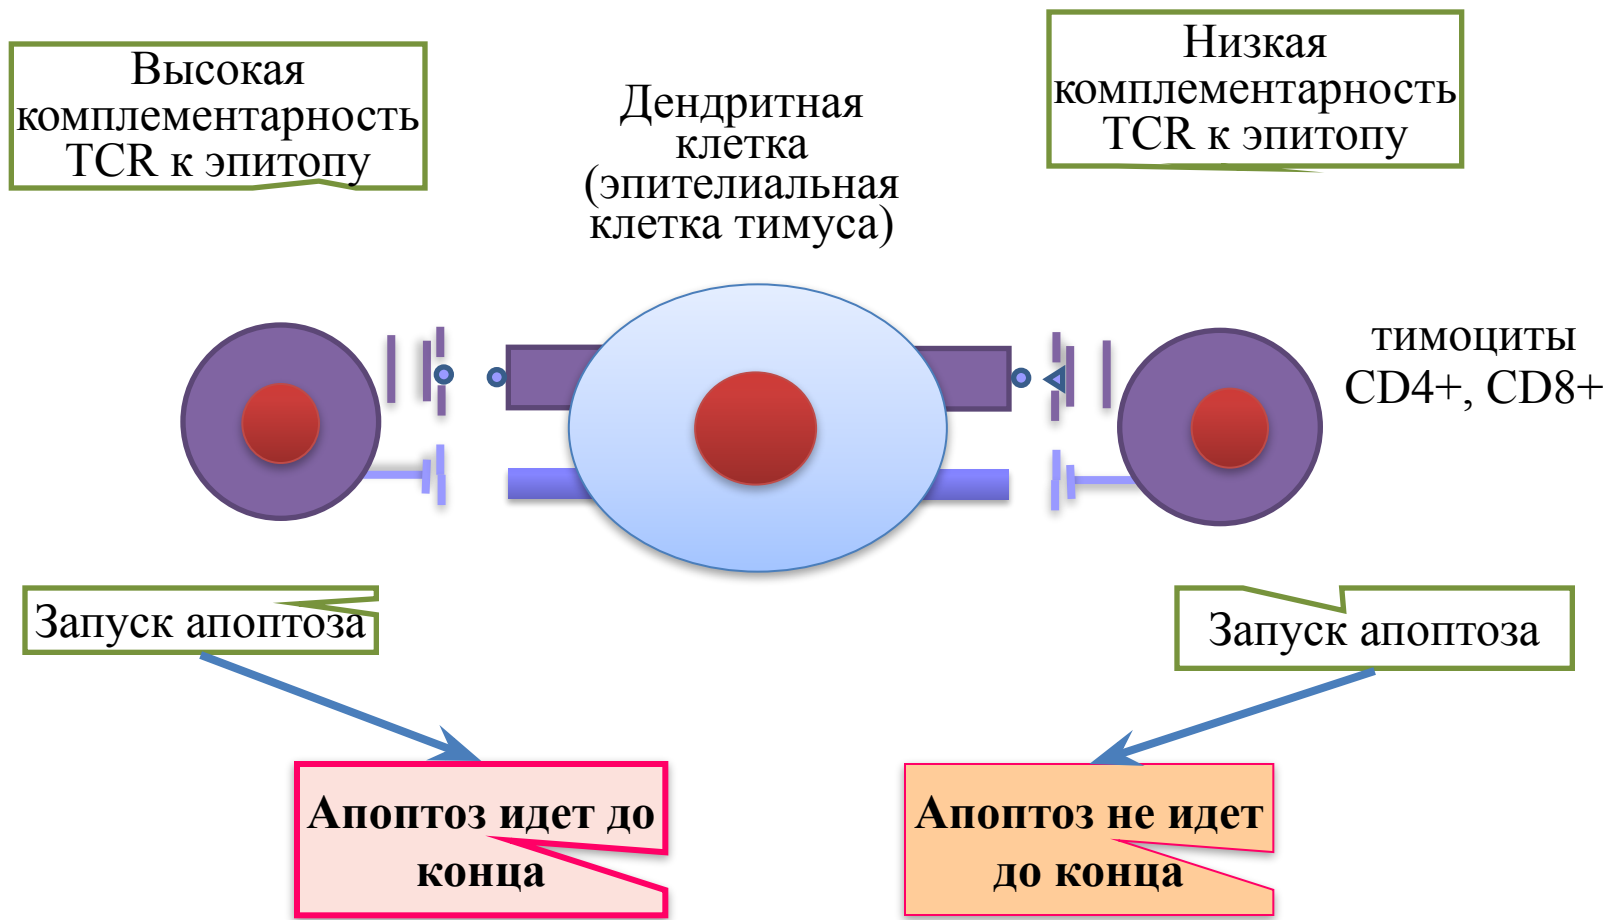 Высокая
комплементарность
TCR к эпитопу
Дендритная
клетка
(эпителиальная
клетка тимуса)
Низкая
комплементарность
TCR к эпитопу
тимоциты
CD4+, CD8+
Запуск апоптоза
Запуск апоптоза
Апоптоз идет до
конца
Апоптоз не идет
до конца